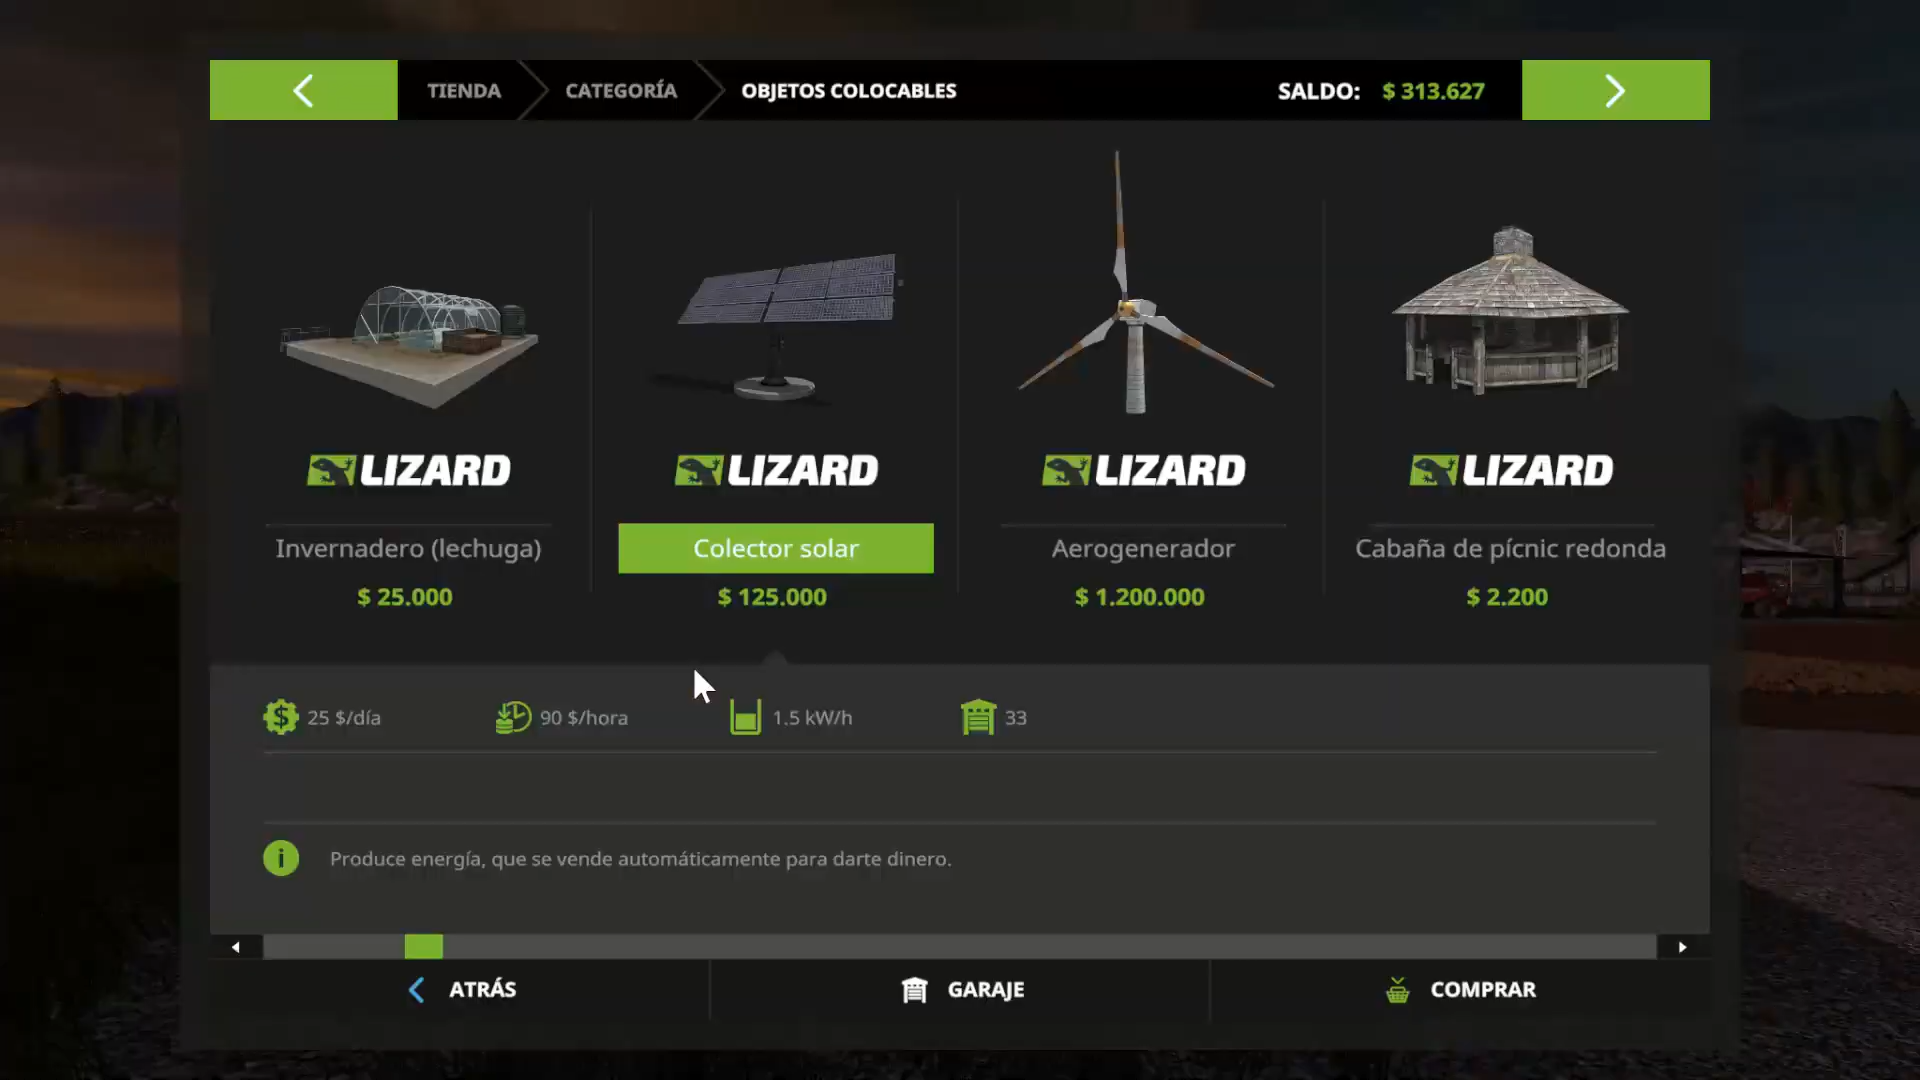 TIENDA CATEGORÍA OBJETOS COLOCABLES SALDO: $ 313.627
LIZARD LIZARD LIZARD LIZARD
Invernadero (lechuga) Colector solar Aerogenerador Cabaña de pícnic redonda
$ 25.000 $ 125.000 $ 1.200.000 $ 2.200
25 $/día 90 $/hora 1.5 kW/h 33
Produce energía, que se vende automáticamente para darte dinero.
ATRÁS GARAJE COMPRAR